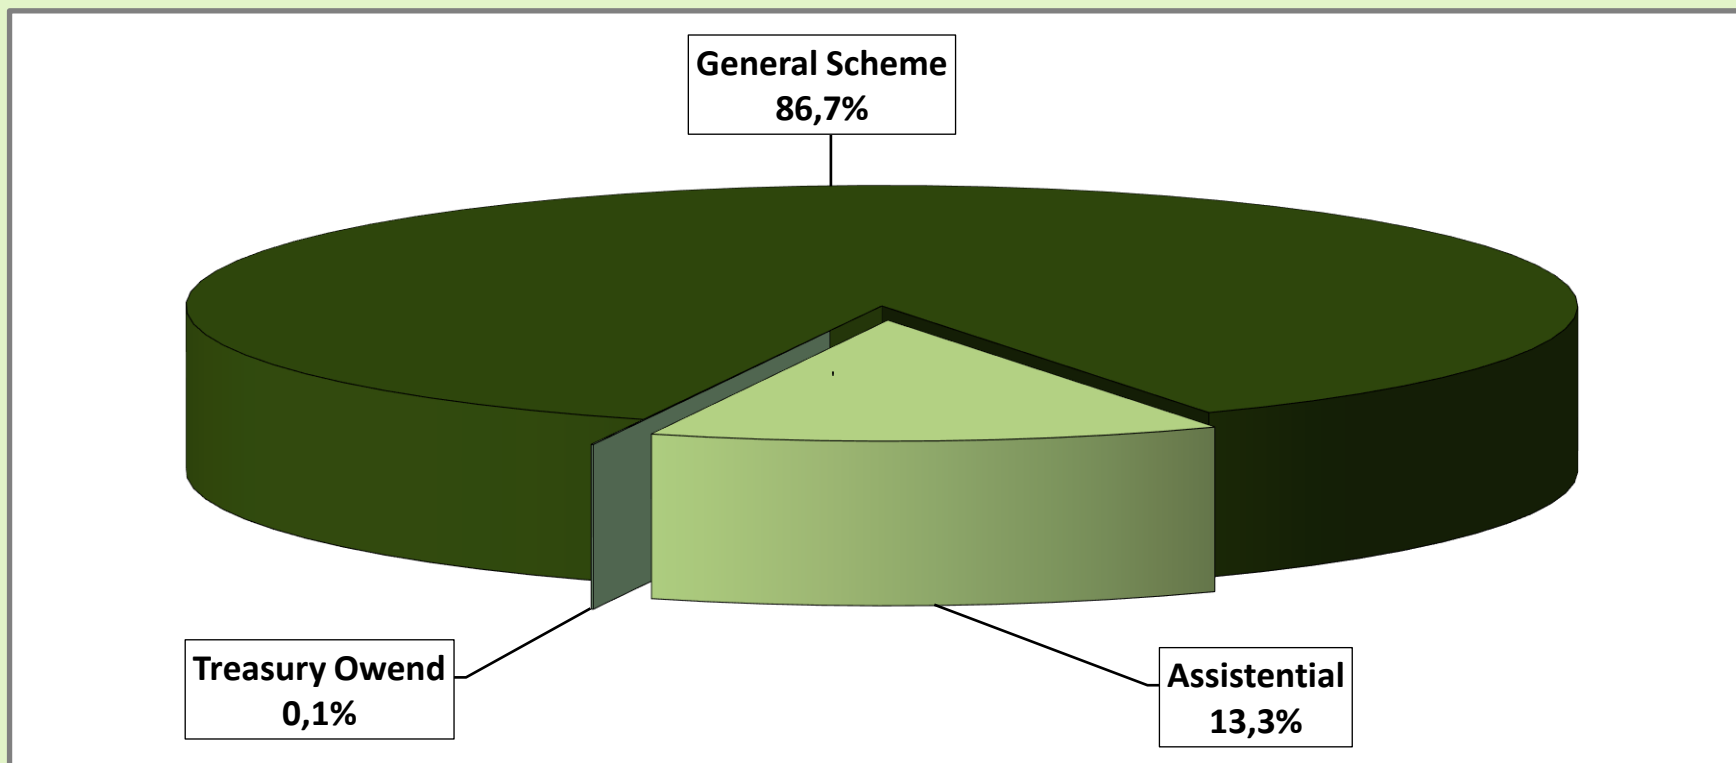 General Scheme
86,7%
Treasury Owend
0,1%
Assistential
13,3%